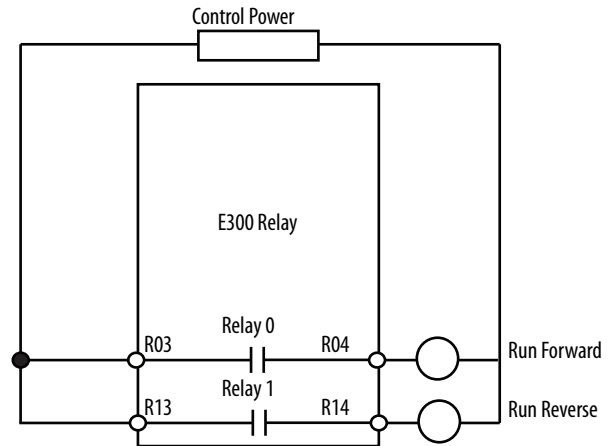 Control Power
E300 Relay
Relay 0
R03
R04
Run Forward
Relay 1
R13
R14
Run Reverse